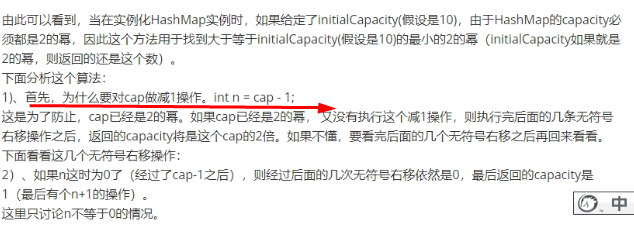 由此可以看到，当在实例化HashMap实例时，如果给定了initialCapacity(假设是10)，由于HashMap的capacity必
须都是2的幂，因此这个方法用于找到大于等于initialCapacity(假设是10)的最小的2的幂（initialCapacity如果就是
2的幂，则返回的还是这个数）。
下面分析这个算法：
1)、首先，为什么要对cap做减1操作。int n = cap - 1;
这是为了防止，cap已经是2的幂。如果cap已经是2的幂， 又没有执行这个减1操作，则执行完后面的几条无符号
右移操作之后，返回的capacity将是这个cap的2倍。如果不懂，要看完后面的几个无符号右移之后再回来看看。
下面看看这几个无符号右移操作：
2）、如果n这时为0了（经过了cap-1之后），则经过后面的几次无符号右移依然是0，最后返回的capacity是
1（最后有个n+1的操作）。
这里只讨论n不等于0的情况。
中